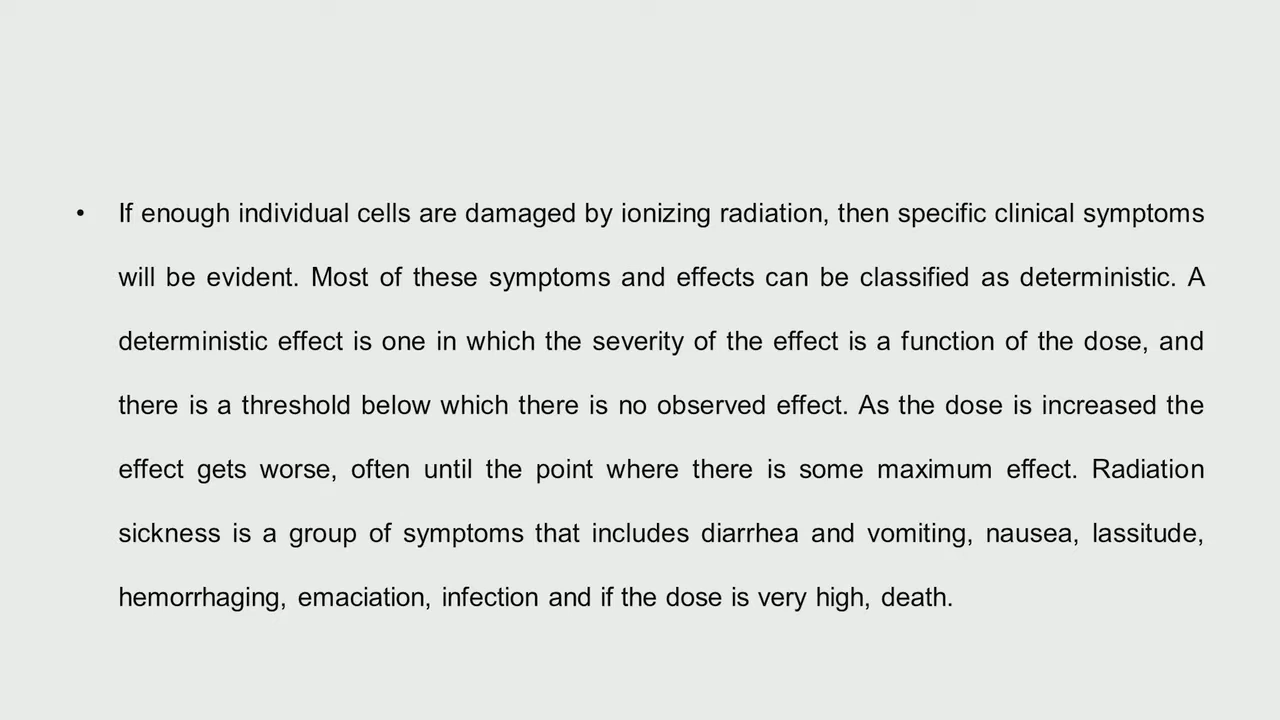 • If enough individual cells are damaged by ionizing radiation, then specific clinical symptoms
will be evident. Most of these symptoms and effects can be classified as deterministic. A
deterministic effect is one in which the severity of the effect is a function of the dose, and
there is a threshold below which there is no observed effect. As the dose is increased the
effect gets worse, often until the point where there is some maximum effect. Radiation
sickness is a group of symptoms that includes diarrhea and vomiting, nausea, lassitude,
hemorrhaging, emaciation, infection and if the dose is very high, death.